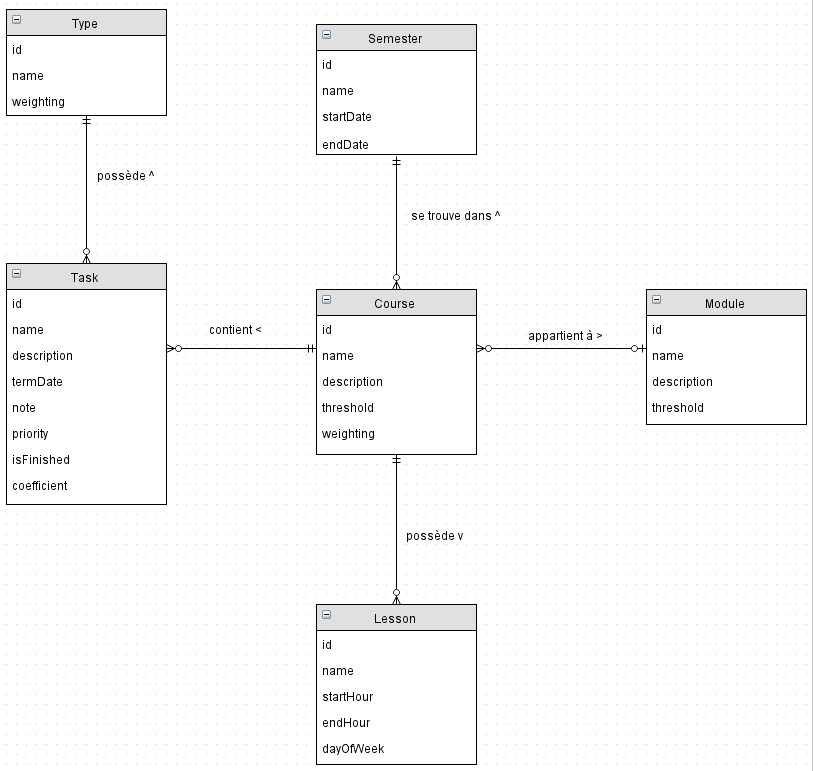 Type
id
name
weighting
possède ^
Task
id
name
description
termDate
note
priority
isFinished
coefficient
contient <
Semester
id
name
startDate
endDate
se trouve dans ^
Course
id
name
description
threshold
weighting
appartient à >
Module
id
name
description
threshold
possède v
Lesson
id
name
startHour
endHour
dayOfWeek